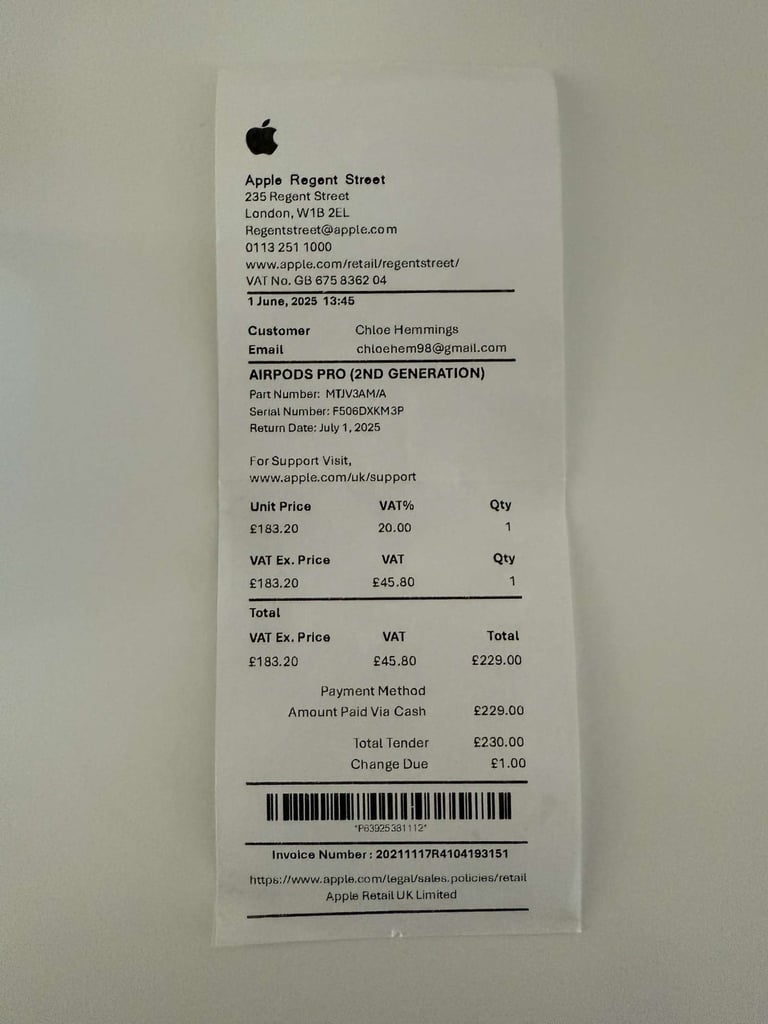 Apple Regent Street
235 Regent Street
London, W1B 2EL
Regentstreet@apple.com
0113 251 1000
www.apple.com/retail/regentstreet/
VAT No. GB 675 8362 04
1 June, 2025 13:45
Customer Chloe Hemmings
Email chloehem98@gmail.com
AIRPODS PRO (2ND GENERATION)
Part Number: MTJV3AM/A
Serial Number: F506DXKM3P
Return Date: July 1, 2025
For Support Visit,
www.apple.com/uk/support
Unit Price VAT% Qty
£183.20 20.00 1
VAT Ex. Price VAT Qty
£183.20 £45.80 1
Total
VAT Ex. Price VAT Total
£183.20 £45.80 £229.00
Payment Method
Amount Paid Via Cash £229.00
Total Tender £230.00
Change Due £1.00
*P63925381112*
Invoice Number: 20211117R4104193151
https://www.apple.com/legal/sales.policies/retail
Apple Retail UK Limited